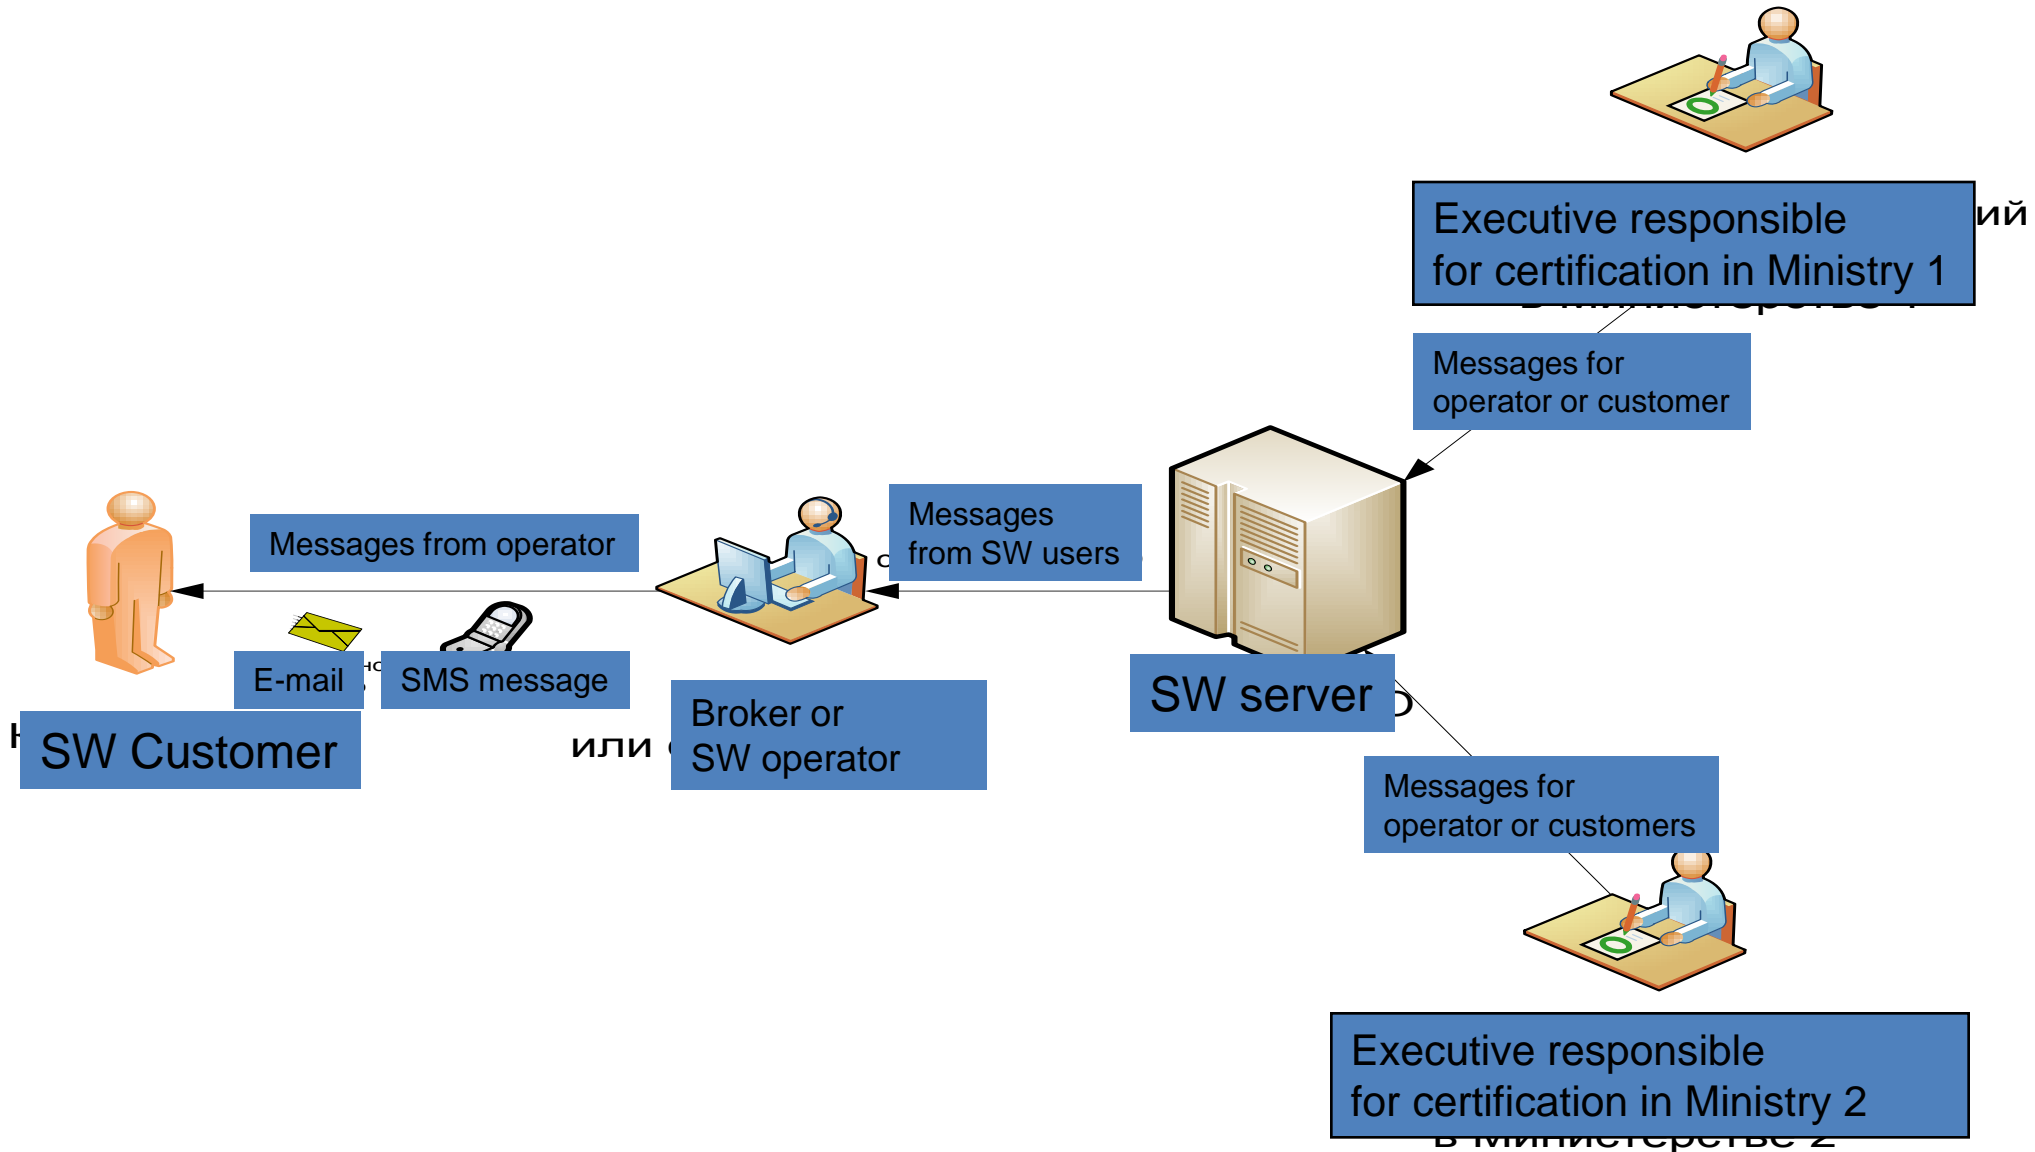 Executive responsible
for certification in Ministry 1
ий
Messages for
operator or customer
Messages
from SW users
Messages from operator
E-mail
SMS message
SW server
Broker or
SW operator
или
SW Customer
Messages for
operator or customers
Executive responsible
for certification in Ministry 2
в Министерстве 2